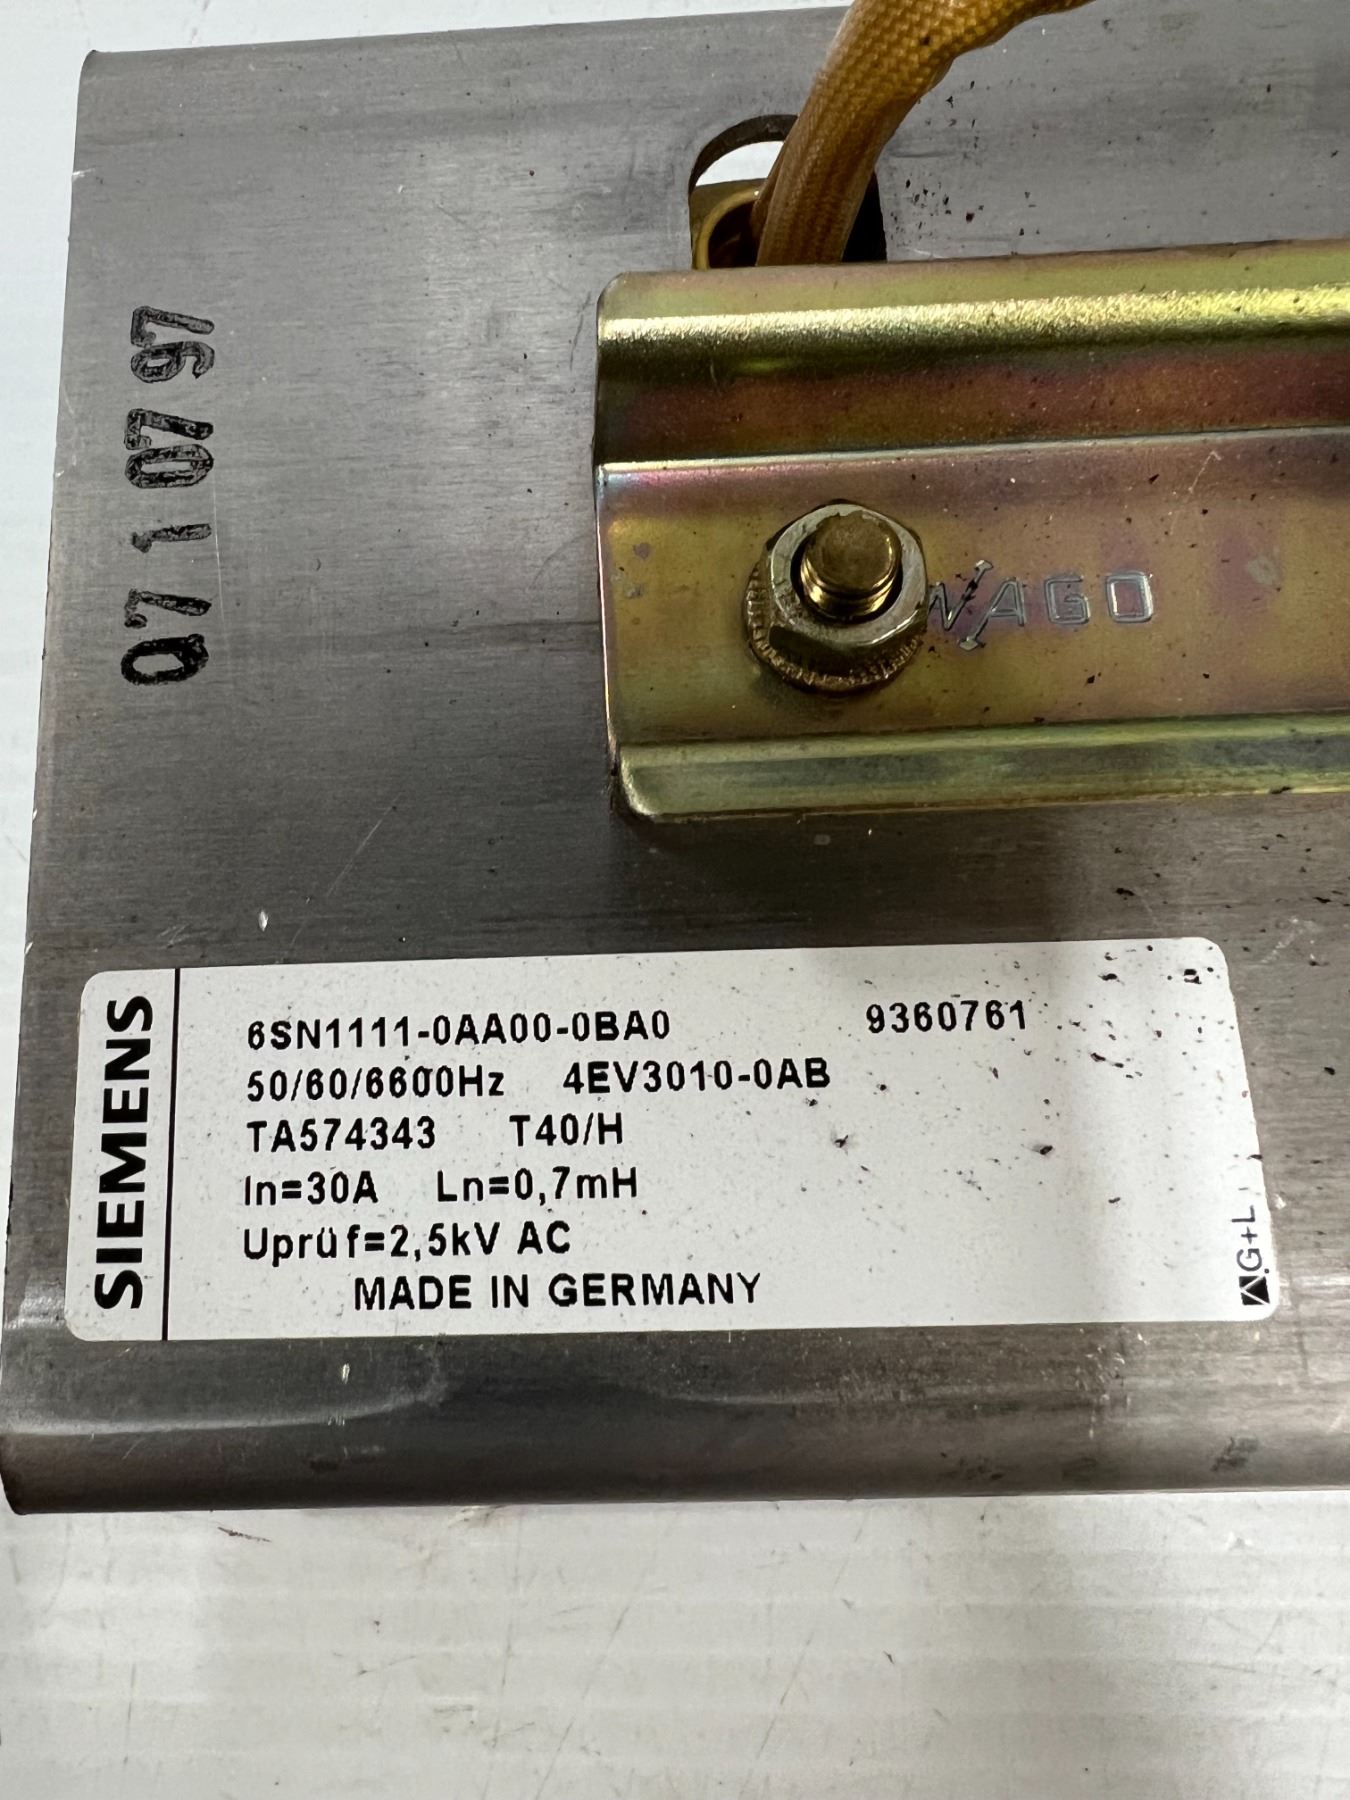 Q7 1 07 97
WAGO
SIEMENS
6SN1111-0AA00-0BA0 9360761
50/60/6600Hz 4EV3010-0AB
TA574343 T40/H
In=30A Ln=0,7mH
Uprüf=2,5kV AC
MADE IN GERMANY
G+L